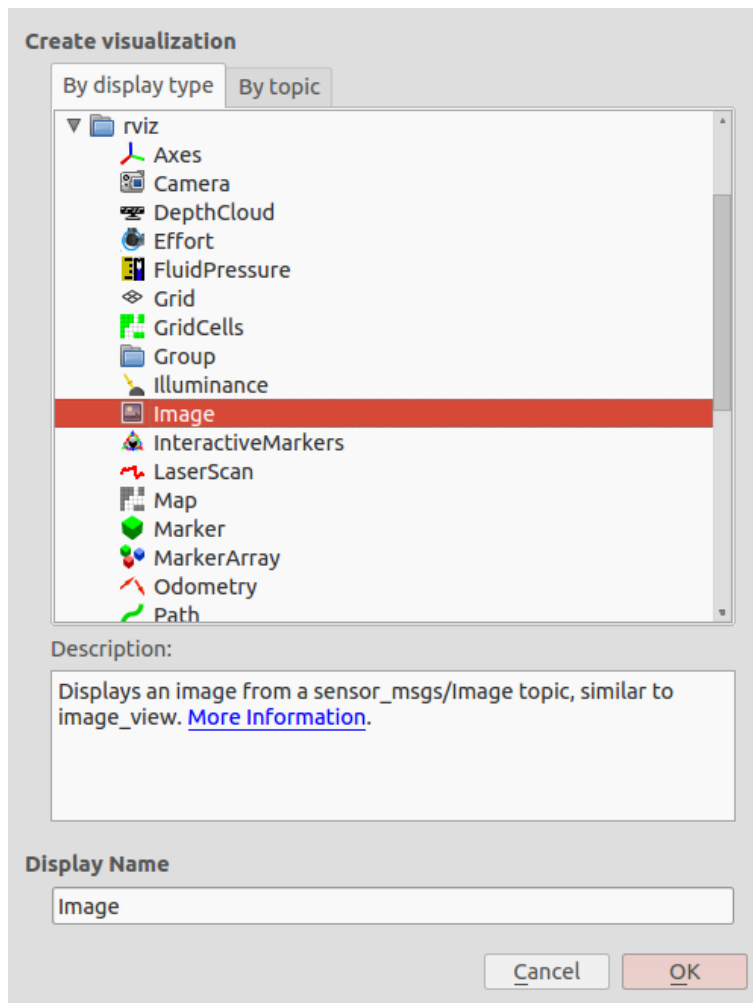 Create visualization
By display type
By topic
rviz
Axes
Camera
DepthCloud
Effort
FluidPressure
Grid
GridCells
Group
Illuminance
Image
InteractiveMarkers
LaserScan
Map
Marker
MarkerArray
Odometry
Path
Description:
Displays an image from a sensor_msgs/Image topic, similar to
image_view. More Information.
Display Name
Image
Cancel
OK